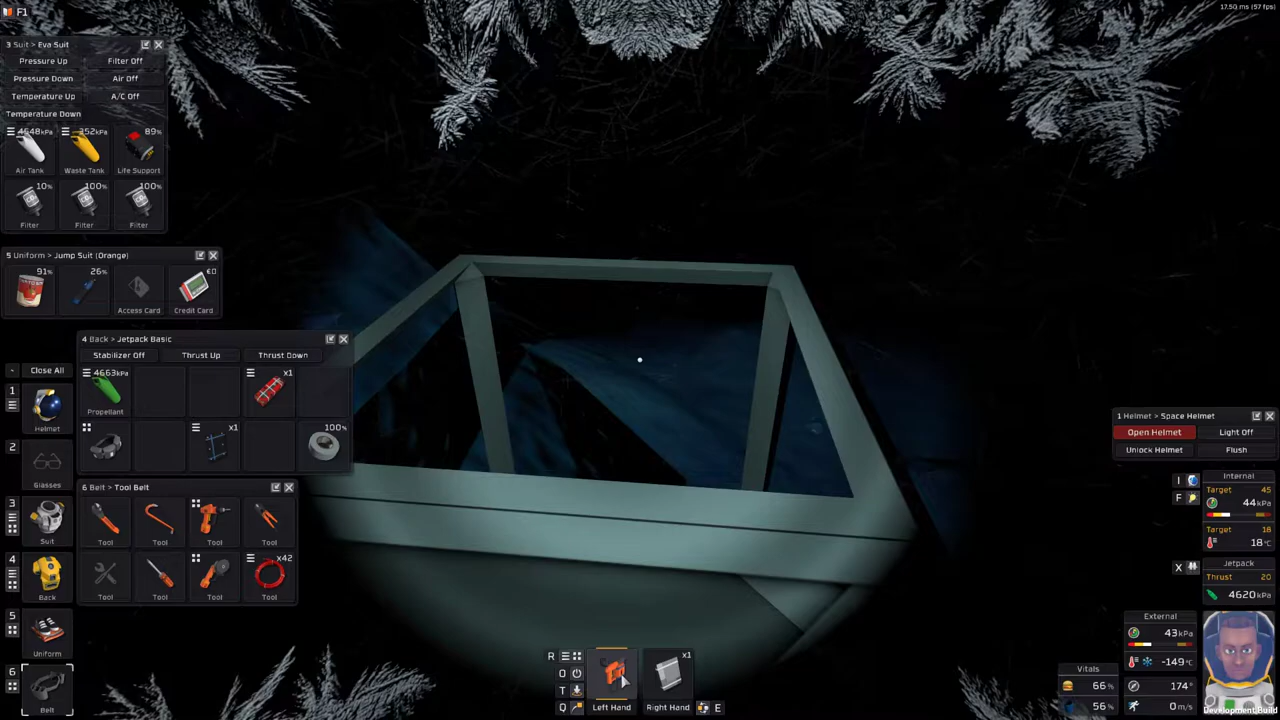 F1
17.50 ms (57 fps)
3 Suit > Eva Suit
Pressure Up
Filter Off
Pressure Down
Air Off
Temperature Up
A/C Off
Temperature Down
4648kPa
352kPa
89%
Air Tank
Waste Tank
Life Support
10%
100%
100%
Filter
Filter
Filter
5 Uniform > Jump Suit (Orange)
91%
26%
€0
Access Card
Credit Card
4 Back > Jetpack Basic
Stabilizer Off
Thrust Up
Thrust Down
4663kPa
x1
Propellant
x1
100%
Close All
1
Helmet
2
Glasses
3
Suit
4
Back
5
Uniform
6
Belt
6 Belt > Tool Belt
Tool
Tool
Tool
Tool
x42
Tool
Tool
Tool
Tool
R
O
T
Q
Left Hand
x1
Right Hand
E
1 Helmet > Space Helmet
Open Helmet
Light Off
Unlock Helmet
Flush
I
F
Internal
Target 45
44kPa
Target 18
18°C
X
Jetpack
Thrust 20
4620kPa
External
43kPa
-149°C
174°
0m/s
Vitals
66%
56%
Development Build